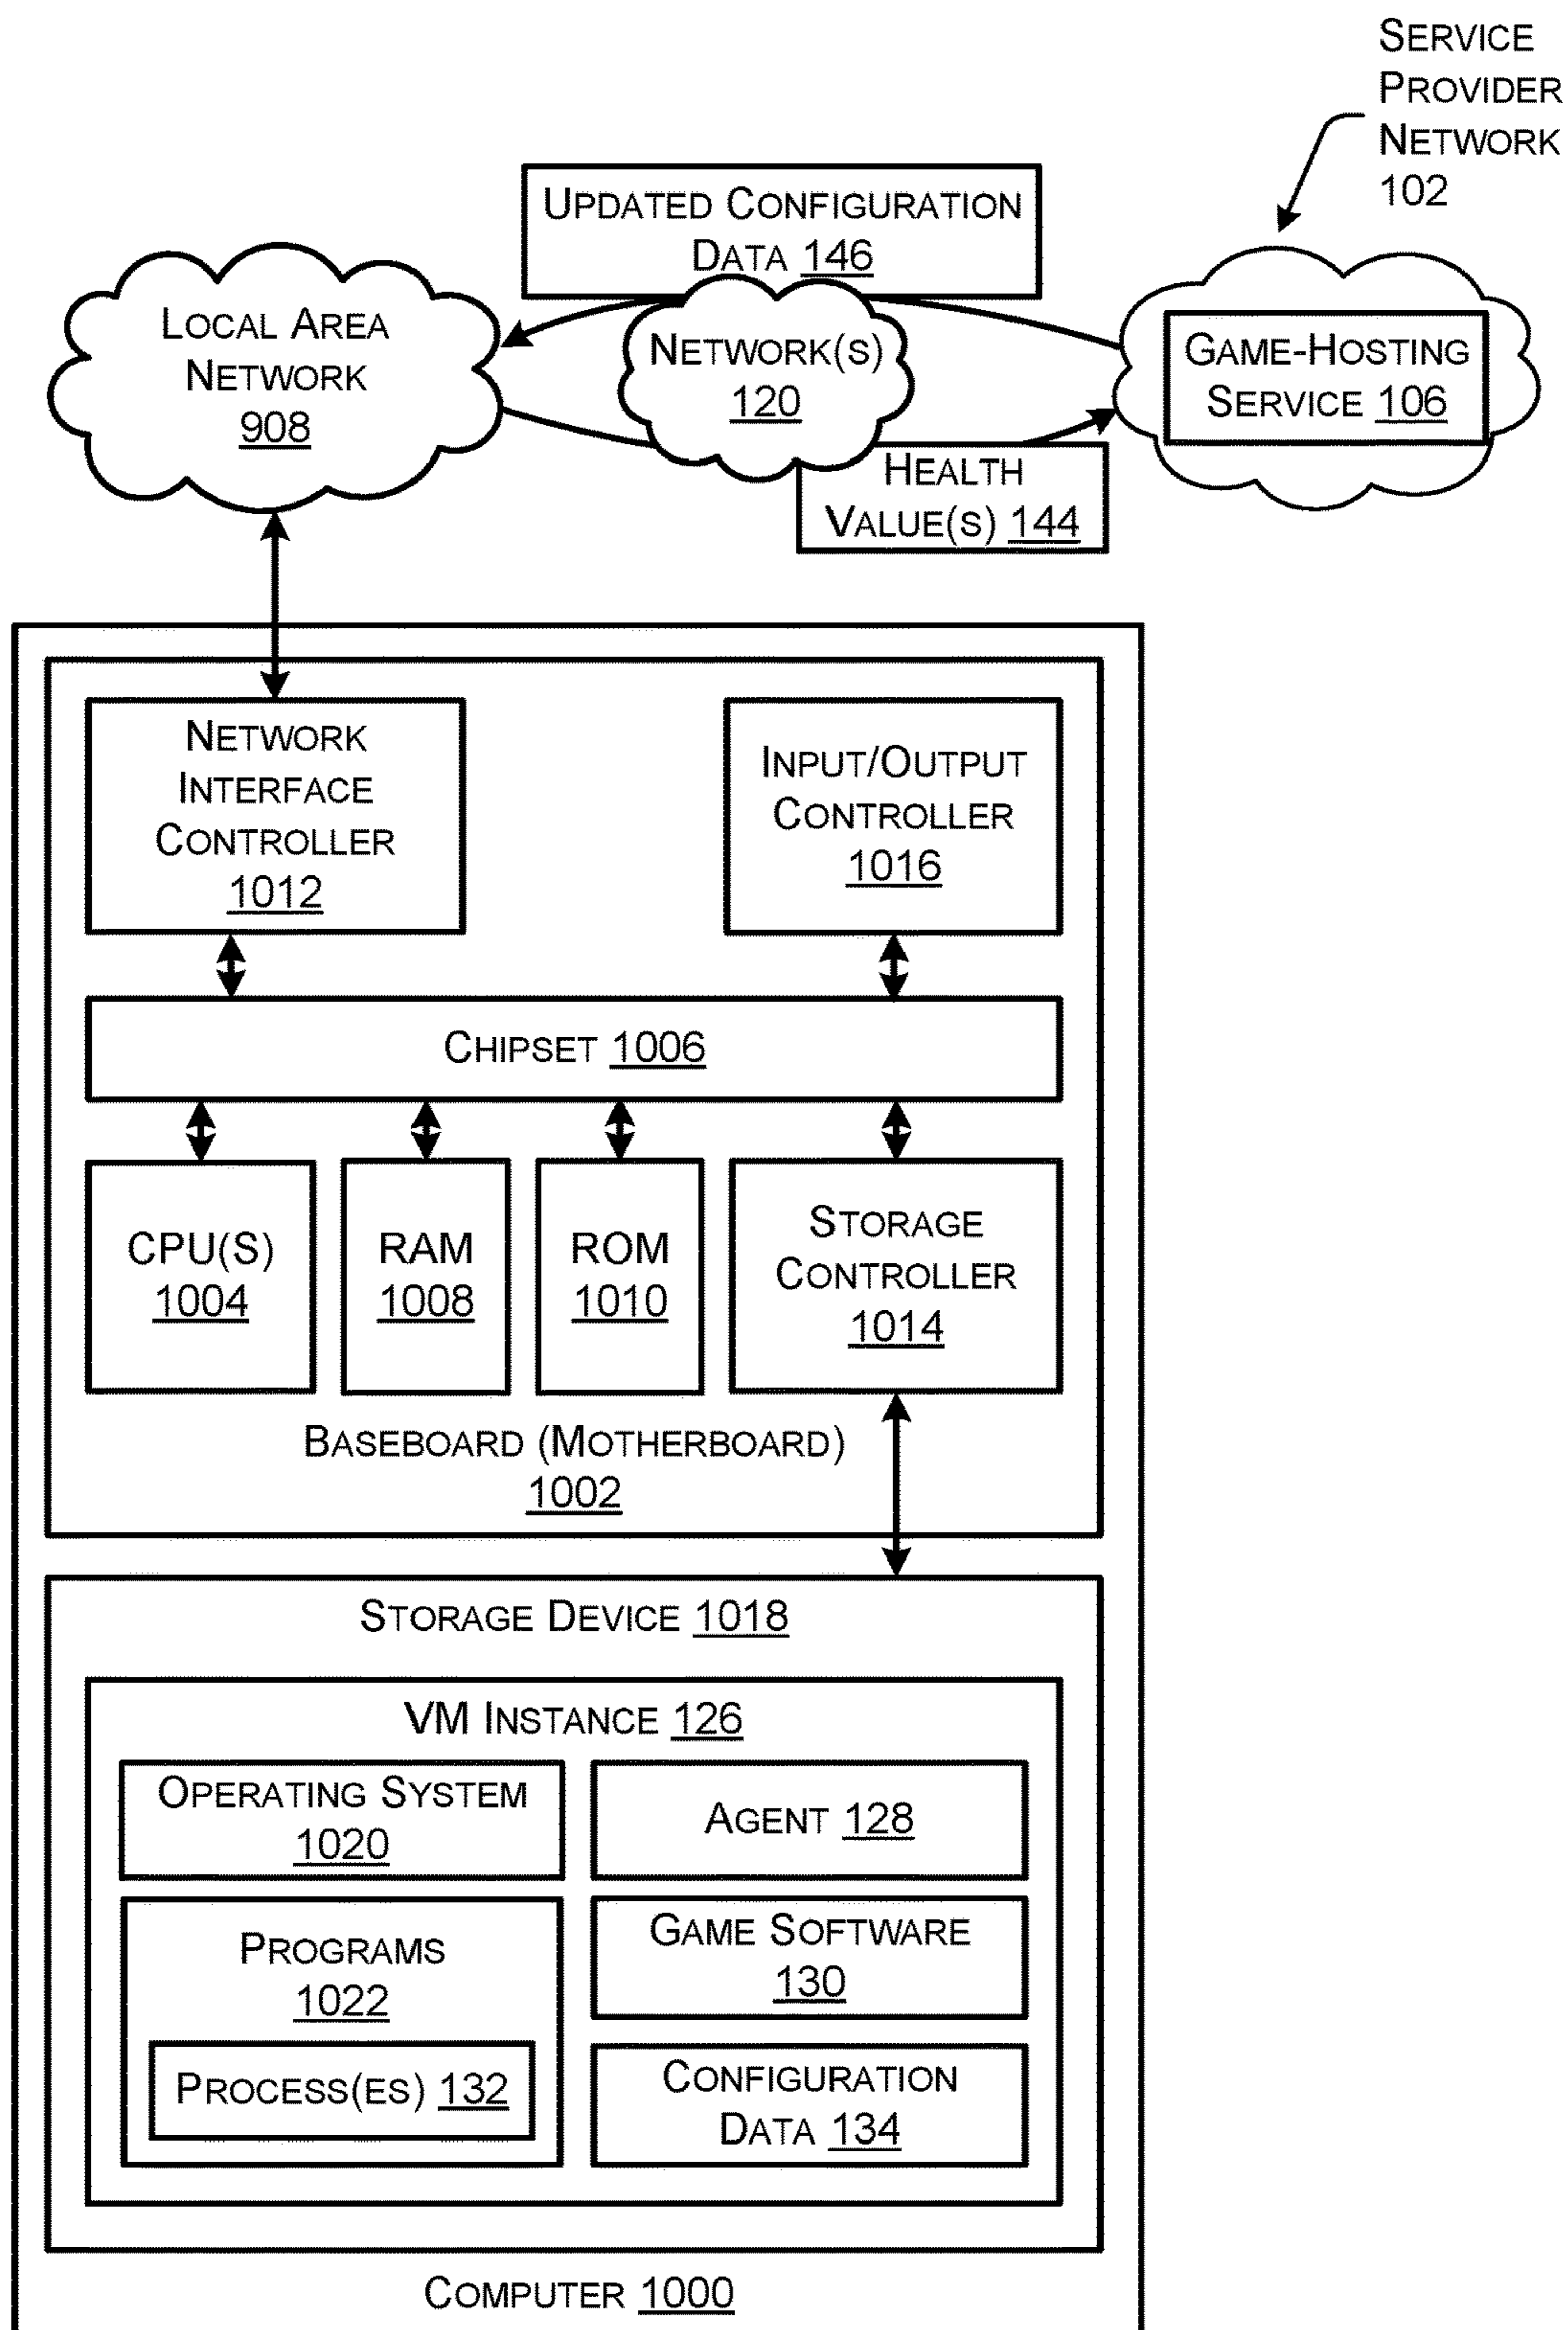 SERVICE
PROVIDER
NETWORK
102
UPDATED CONFIGURATION
DATA 146
LOCAL AREA
NETWORK
908
NETWORK(S)
120
GAME-HOSTING
SERVICE 106
HEALTH
VALUE(S) 144
NETWORK
INTERFACE
CONTROLLER
1012
INPUT/OUTPUT
CONTROLLER
1016
CHIPSET 1006
CPU(S)
1004
RAM
1008
ROM
1010
STORAGE
CONTROLLER
1014
BASEBOARD (MOTHERBOARD)
1002
STORAGE DEVICE 1018
VM INSTANCE 126
OPERATING SYSTEM
1020
AGENT 128
PROGRAMS
1022
PROCESS(ES) 132
GAME SOFTWARE
130
CONFIGURATION
DATA 134
COMPUTER 1000